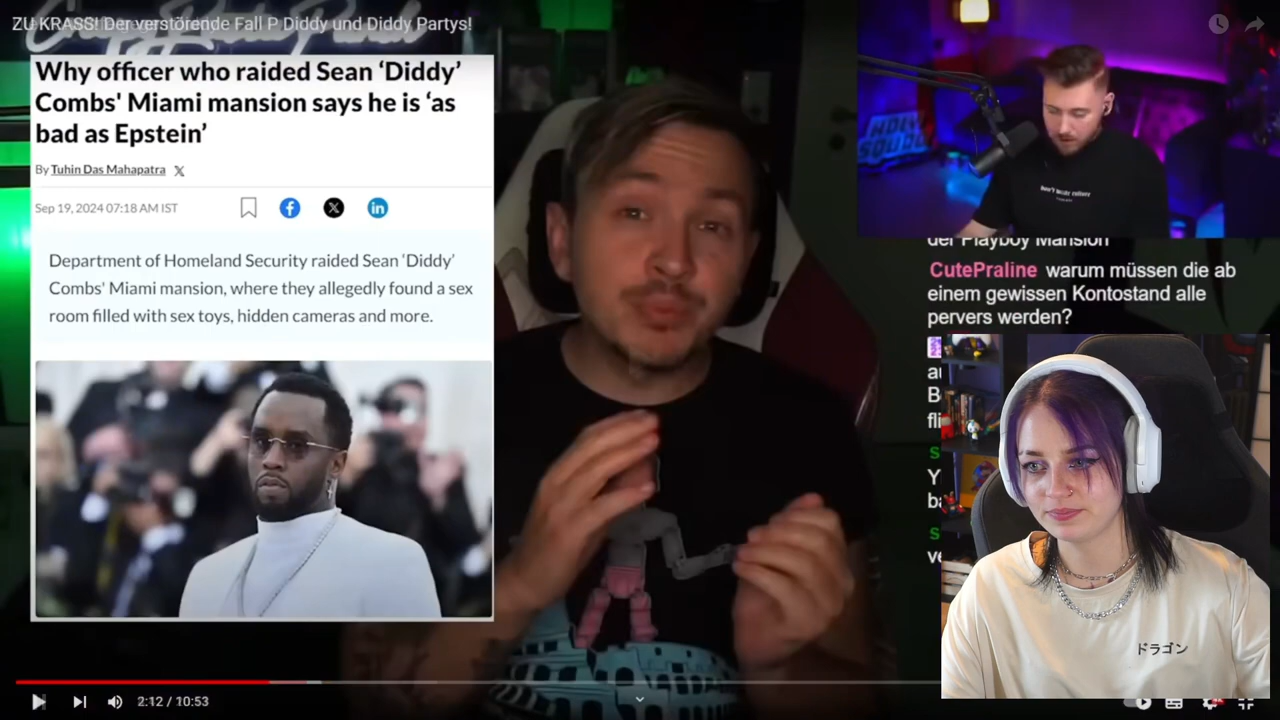 ZU KRASS! Der verstörende Fall P Diddy und Diddy Partys!
Why officer who raided Sean ‘Diddy’
Combs' Miami mansion says he is ‘as
bad as Epstein’
By Tuhin Das Mahapatra
Sep 19, 2024 07:18 AM IST
Department of Homeland Security raided Sean ‘Diddy’
Combs' Miami mansion, where they allegedly found a sex
room filled with sex toys, hidden cameras and more.
der Playboy Mansion
CutePraline warum müssen die ab
einem gewissen Kontostand alle
pervers werden?
ドラゴン
2:12 / 10:53